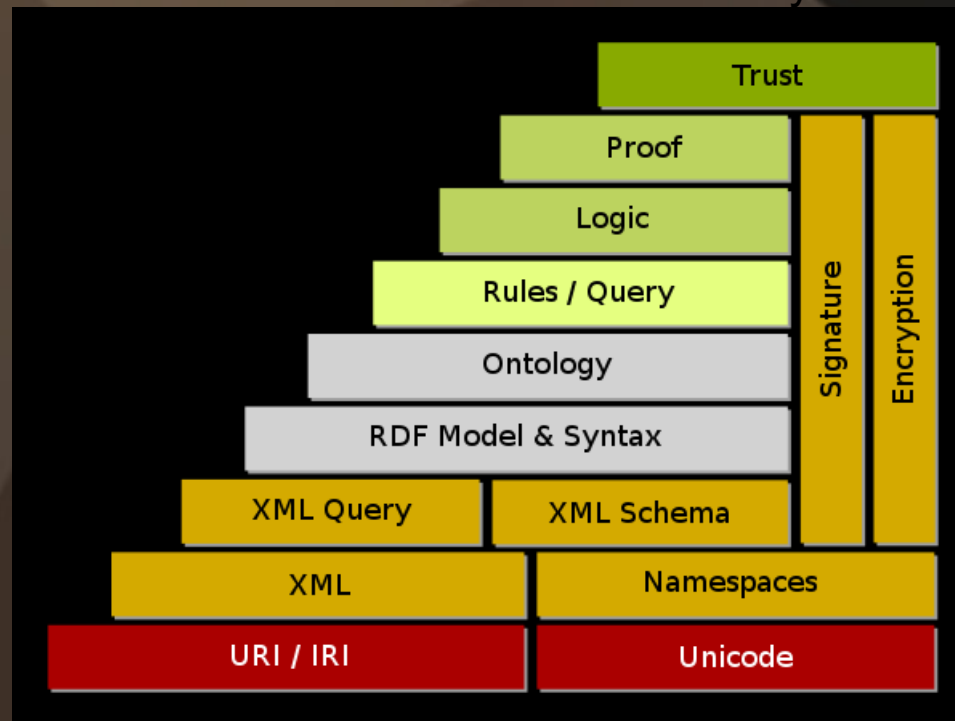 Trust
Proof
Logic
Rules / Query
Ontology
RDF Model & Syntax
XML Query
XML Schema
Signature
Encryption
XML
Namespaces
URI / IRI
Unicode